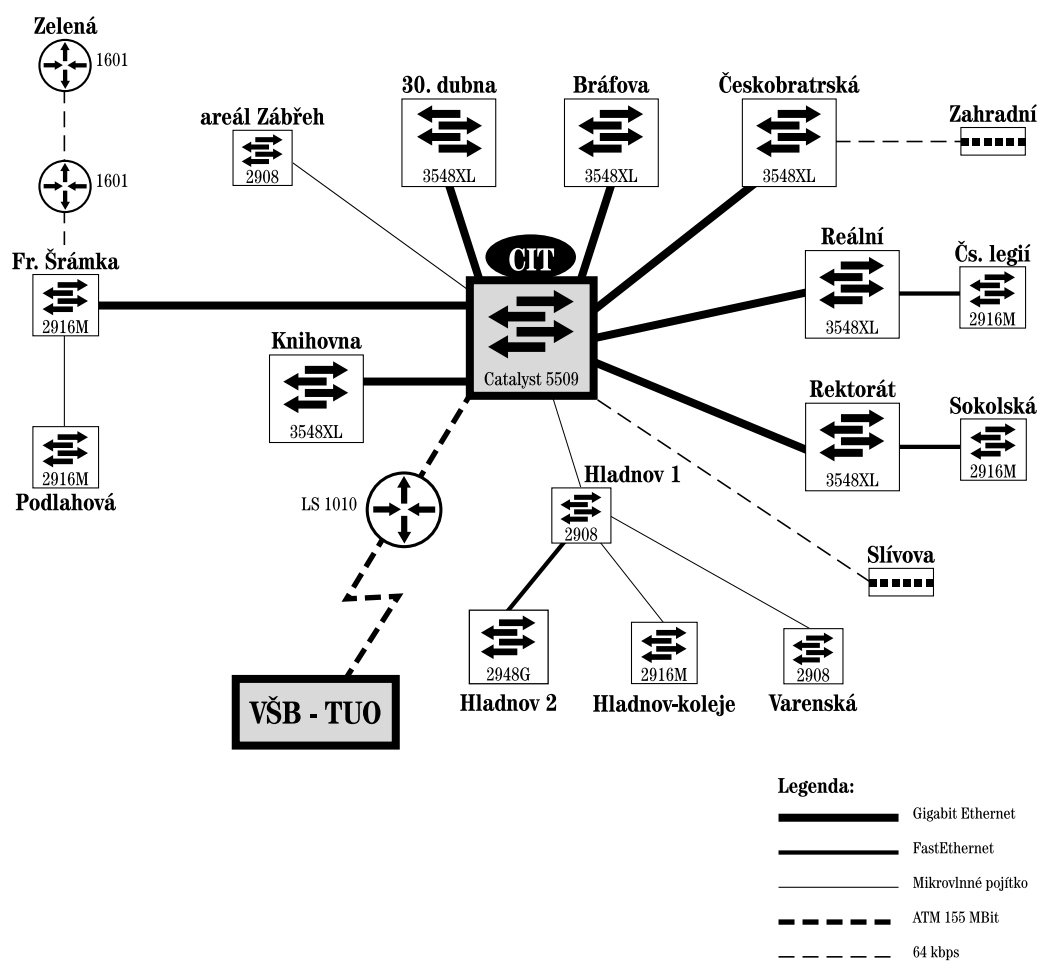 Zelená
1601
1601
Fr. Šrámka
2916M
2916M
Podlahová
areál Zábřeh
2908
30. dubna
3548XL
Bráfova
3548XL
Českobratrská
3548XL
Zahradní
CIT
Catalyst 5509
Reální
3548XL
Čs. legií
2916M
Knihovna
3548XL
Rektorát
3548XL
Sokolská
2916M
LS 1010
Hladnov 1
2908
Slívova
2948G
Hladnov 2
2916M
Hladnov-koleje
2908
Varenská
VŠB - TUO
Legenda:
Gigabit Ethernet
FastEthernet
Mikrovlnné pojítko
ATM 155 MBit
64 kbps